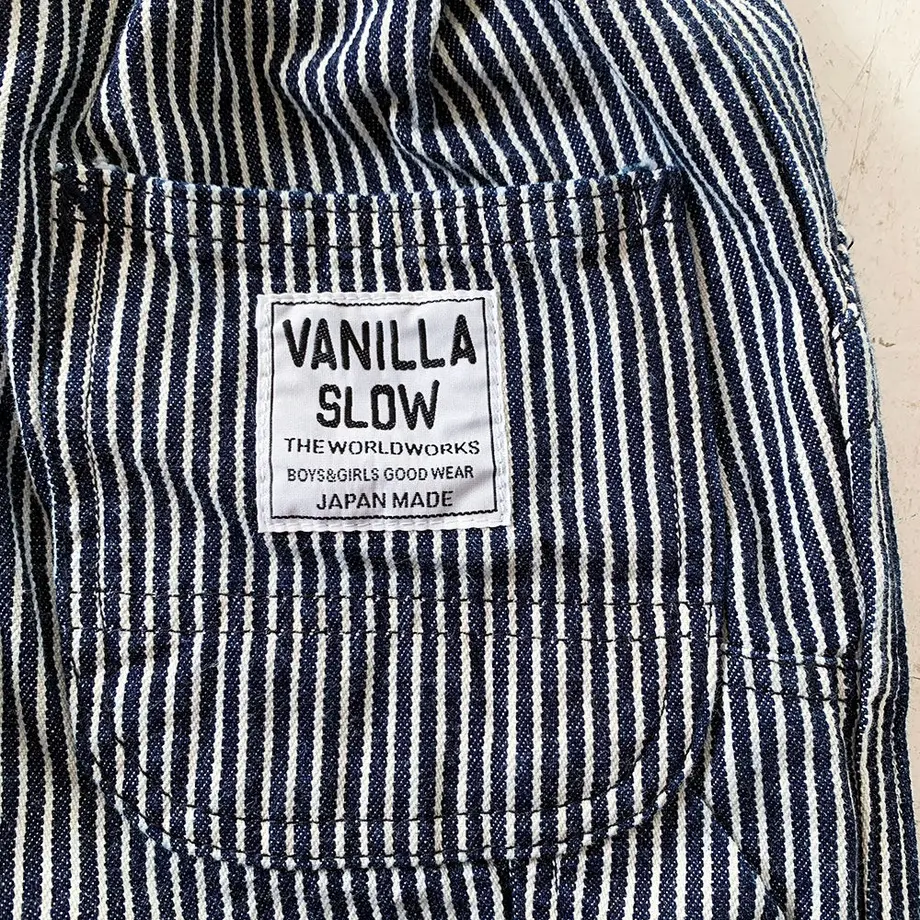 VANILLA
SLOW
THE WORLDWORKS
BOYS&GIRLS GOOD WEAR
JAPAN MADE